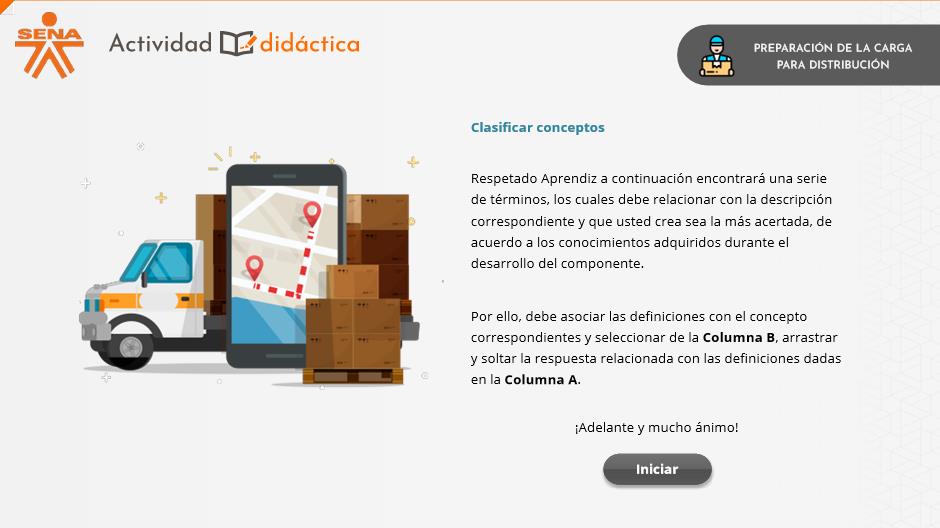 SENA
Actividad didáctica
PREPARACIÓN DE LA CARGA
PARA DISTRIBUCIÓN
Clasificar conceptos
Respetado Aprendiz a continuación encontrará una serie
de términos, los cuales debe relacionar con la descripción
correspondiente y que usted crea sea la más acertada, de
acuerdo a los conocimientos adquiridos durante el
desarrollo del componente.
Por ello, debe asociar las definiciones con el concepto
correspondientes y seleccionar de la Columna B, arrastrar
y soltar la respuesta relacionada con las definiciones dadas
en la Columna A.
¡Adelante y mucho ánimo!
Iniciar